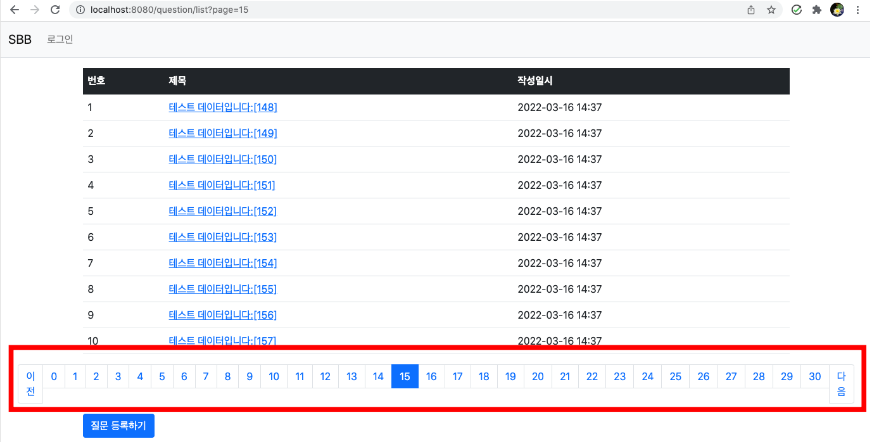 localhost:8080/question/list?page=15
SBB 로그인
번호 제목 작성일시
1 테스트 데이터입니다:[148] 2022-03-16 14:37
2 테스트 데이터입니다:[149] 2022-03-16 14:37
3 테스트 데이터입니다:[150] 2022-03-16 14:37
4 테스트 데이터입니다:[151] 2022-03-16 14:37
5 테스트 데이터입니다:[152] 2022-03-16 14:37
6 테스트 데이터입니다:[153] 2022-03-16 14:37
7 테스트 데이터입니다:[154] 2022-03-16 14:37
8 테스트 데이터입니다:[155] 2022-03-16 14:37
9 테스트 데이터입니다:[156] 2022-03-16 14:37
10 테스트 데이터입니다:[157] 2022-03-16 14:37
이전 0 1 2 3 4 5 6 7 8 9 10 11 12 13 14 15 16 17 18 19 20 21 22 23 24 25 26 27 28 29 30 다음
질문 등록하기